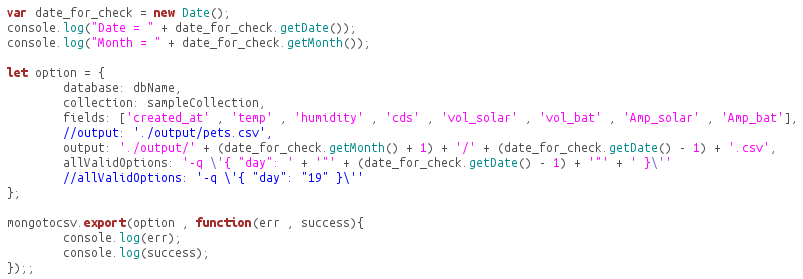 var date_for_check = new Date();
console.log("Date = " + date_for_check.getDate());
console.log("Month = " + date_for_check.getMonth());

let option = {
        database: dbName,
        collection: sampleCollection,
        fields: ['created_at' , 'temp' , 'humidity' , 'cds' , 'vol_solar' , 'vol_bat' , 'Amp_solar' , 'Amp_bat'],
        //output: './output/pets.csv',
        output: './output/' + (date_for_check.getMonth() + 1) + '/' + (date_for_check.getDate() - 1) + '.csv',
        allValidOptions: '-q \'{ "day": ' + '"' + (date_for_check.getDate() - 1) + '"' + ' }\''
        //allValidOptions: '-q \'{ "day": "19" }\''
};

mongotocsv.export(option , function(err , success){
        console.log(err);
        console.log(success);
});;